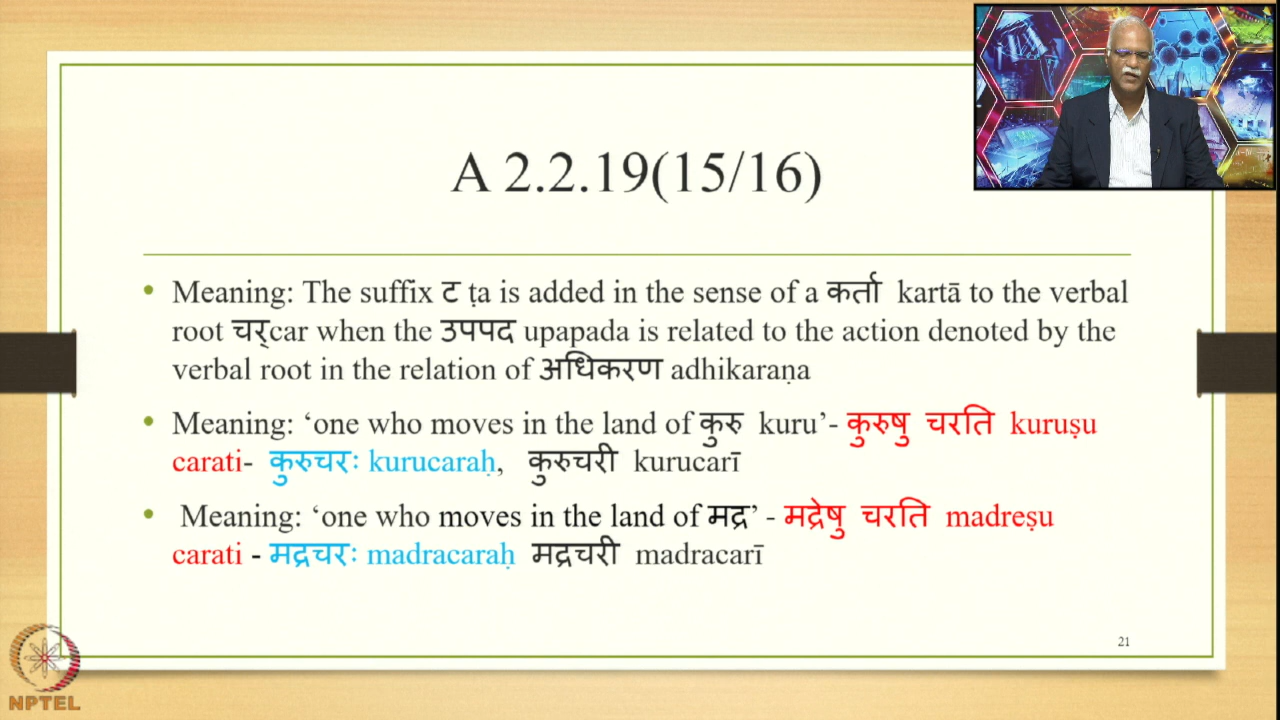 A 2.2.19(15/16)
• Meaning: The suffix ट ṭa is added in the sense of a कर्ता kartā to the verbal
root चर्car when the उपपद upapada is related to the action denoted by the
verbal root in the relation of अधिकरण adhikaraṇa
• Meaning: ‘one who moves in the land of कुरु kuru’- कुरुषु चरति kuruṣu
carati- कुरुचरः kurucaraḥ, कुरुचरी kurucarī
• Meaning: ‘one who moves in the land of मद्र’ - मद्रेषु चरति madreṣu
carati - मद्रचरः madracaraḥ मद्रचरी madracarī
21
NPTEL